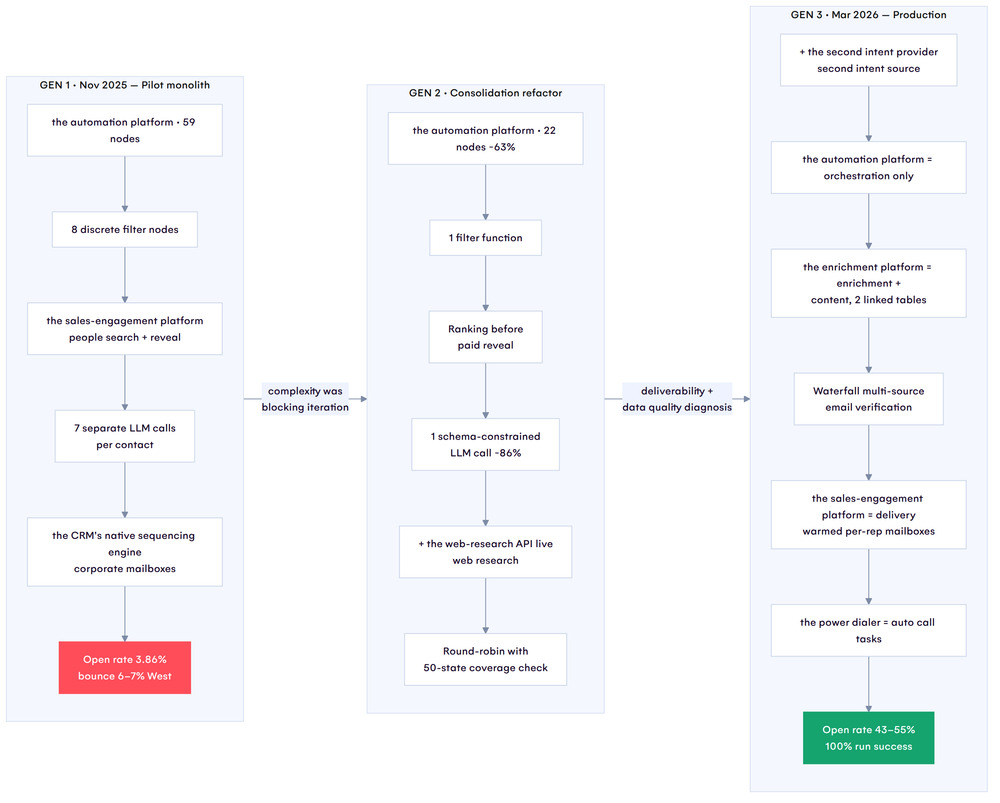 GEN 1 • Nov 2025 — Pilot monolith
the automation platform • 59
nodes
8 discrete filter nodes
the sales-engagement platform
people search + reveal
7 separate LLM calls
per contact
the CRM's native sequencing
engine
corporate mailboxes
Open rate 3.86%
bounce 6–7% West
complexity was
blocking iteration
GEN 2 • Consolidation refactor
the automation platform • 22
nodes -63%
1 filter function
Ranking before
paid reveal
1 schema-constrained
LLM call -86%
+ the web-research API live
web research
Round-robin with
50-state coverage check
deliverability +
data quality diagnosis
GEN 3 • Mar 2026 — Production
+ the second intent provider
second intent source
the automation platform =
orchestration only
the enrichment platform =
enrichment +
content, 2 linked tables
Waterfall multi-source
email verification
the sales-engagement
platform = delivery
warmed per-rep mailboxes
the power dialer = auto call
tasks
Open rate 43–55%
100% run success